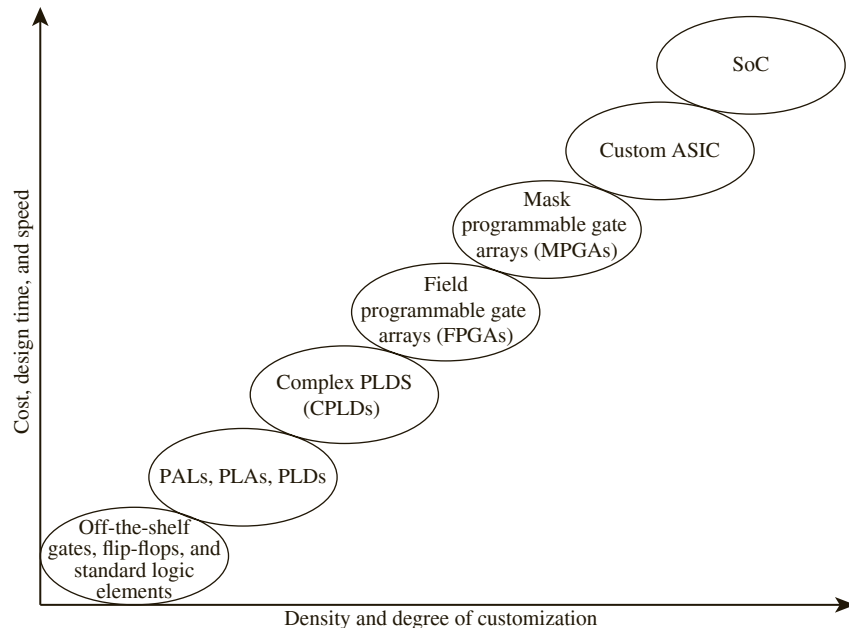 SoC
Custom ASIC
Mask
programmable gate
arrays (MPGAs)
Field
programmable gate
arrays (FPGAs)
Complex PLDS
(CPLDs)
PALs, PLAs, PLDs
Off-the-shelf
gates, flip-flops, and
standard logic
elements
Cost, design time, and speed
Density and degree of customization